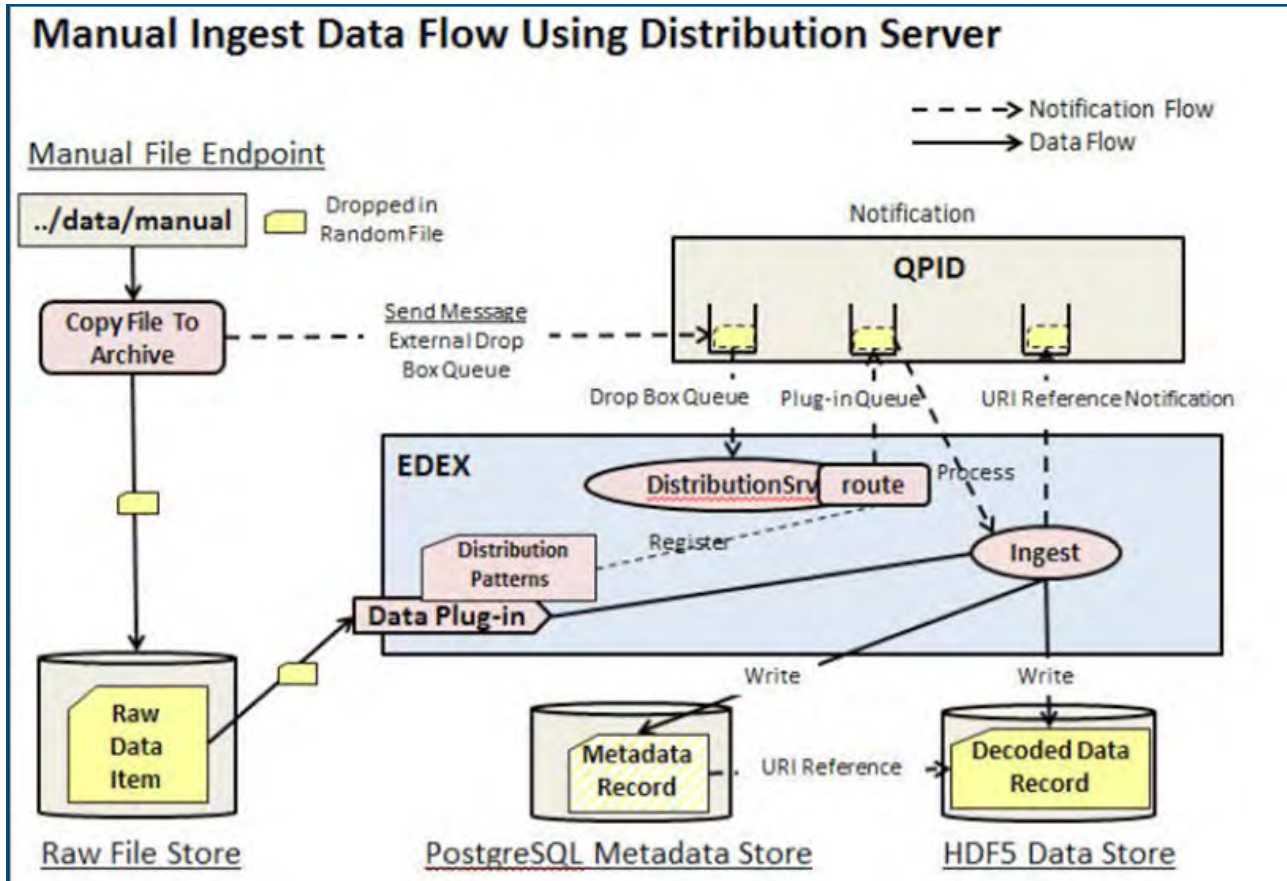 Manual Ingest Data Flow Using Distribution Server
Notification Flow
Data Flow
Manual File Endpoint
../data/manual
Dropped in
Random File
Notification
QPID
Copy File To
Archive
Send Message
External Drop
Box Queue
Drop Box Queue
Plug-in Queue
URI Reference Notification
EDEX
DistributionSrv
route
Process
Distribution
Patterns
Register
Ingest
Data Plug-in
Write
Write
Raw
Data
Item
Metadada
Record
URI Reference
Decoded Data
Record
Raw File Store
PostgreSQL Metadata Store
HDF5 Data Store